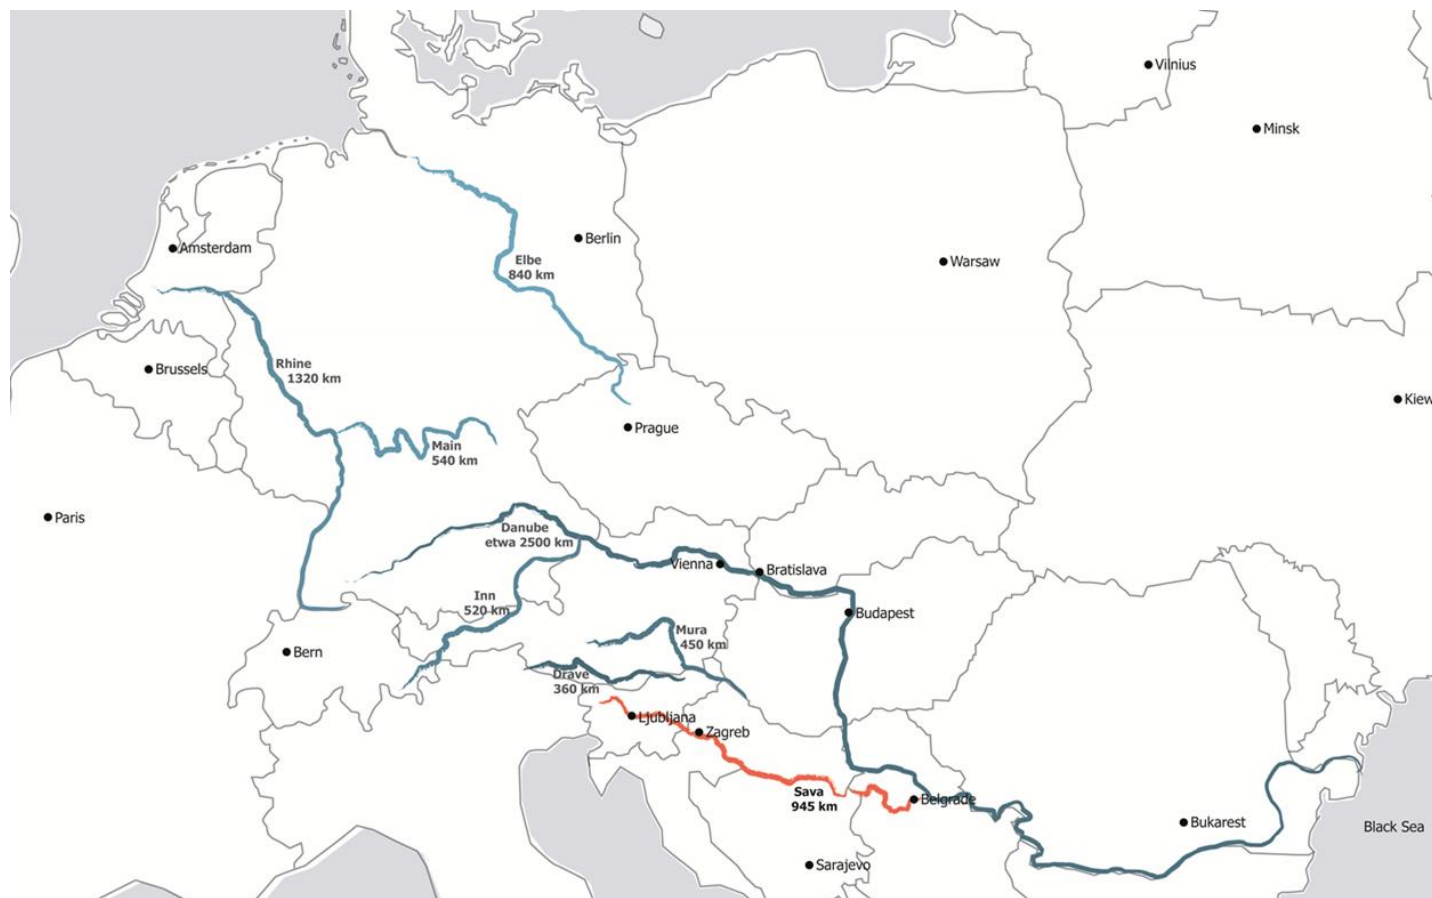 Vilnius
Minsk
Amsterdam
Berlin
Elbe
840 km
Warsaw
Rhine
1320 km
Brussels
Kiew
Prague
Main
540 km
Paris
Danube
etwa 2500 km
Vienna
Bratislava
Inn
520 km
Budapest
Mura
450 km
Bern
Drave
360 km
Ljubljana
Zagreb
Sava
945 km
Belgrade
Bukarest
Black Sea
Sarajevo